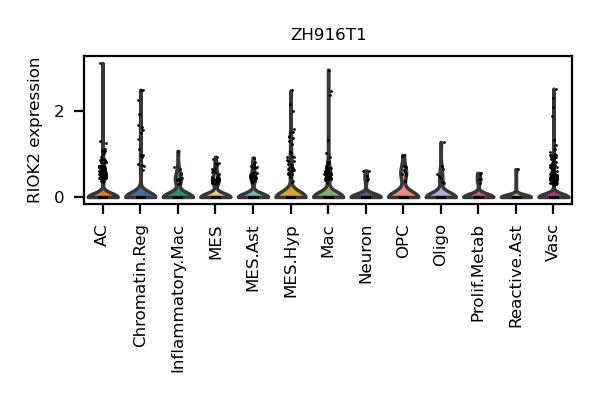 ZH916T1
RIOK2 expression
2
0
AC
Chromatin.Reg
Inflammatory.Mac
MES
MES.Ast
MES.Hyp
Mac
Neuron
OPC
Oligo
Prolif.Metab
Reactive.Ast
Vasc